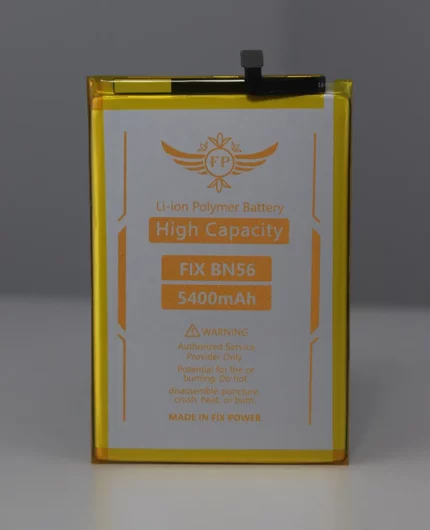 FP
Li-ion Polymer Battery
High Capacity
FIX BN56
5400mAh
WARNING
Authorized Service
Provider Only.
Potential for fire or
burning. Do not
disassemble puncture
crush, heat, or burn.
MADE IN FIX POWER